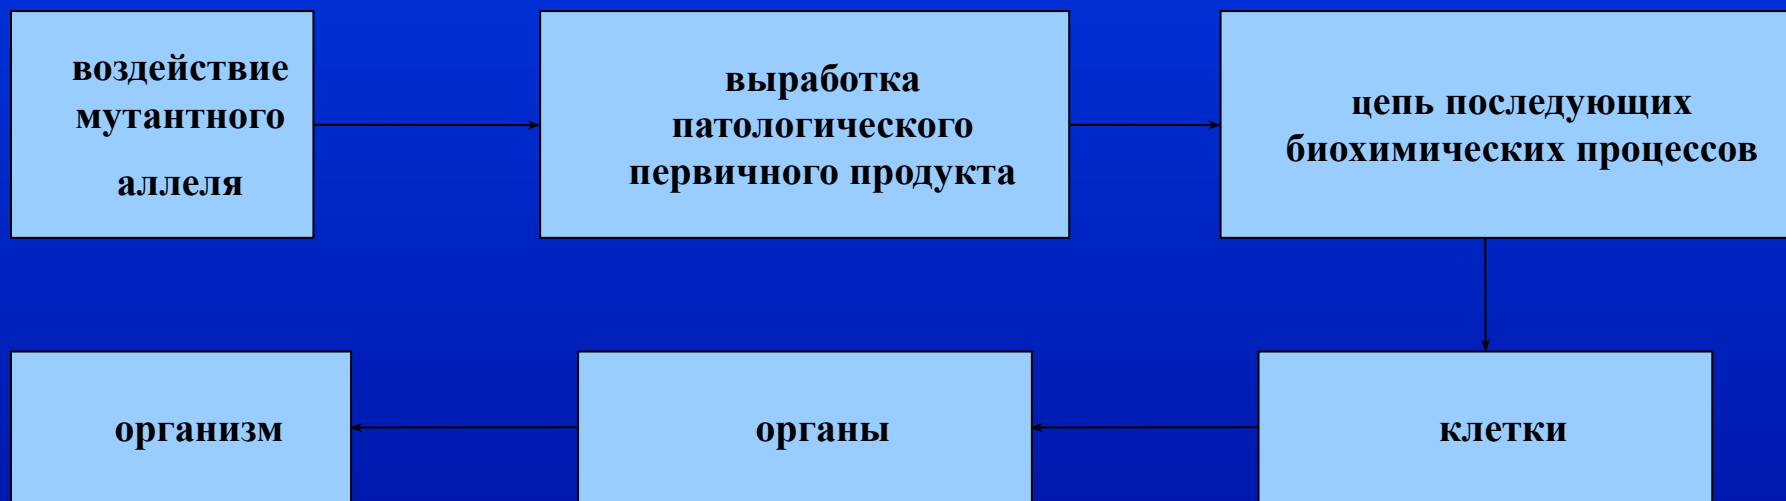 воздействие
мутантного
аллеля
выработка
патологического
первичного продукта
цепь последующих
биохимических процессов
организм
органы
клетки